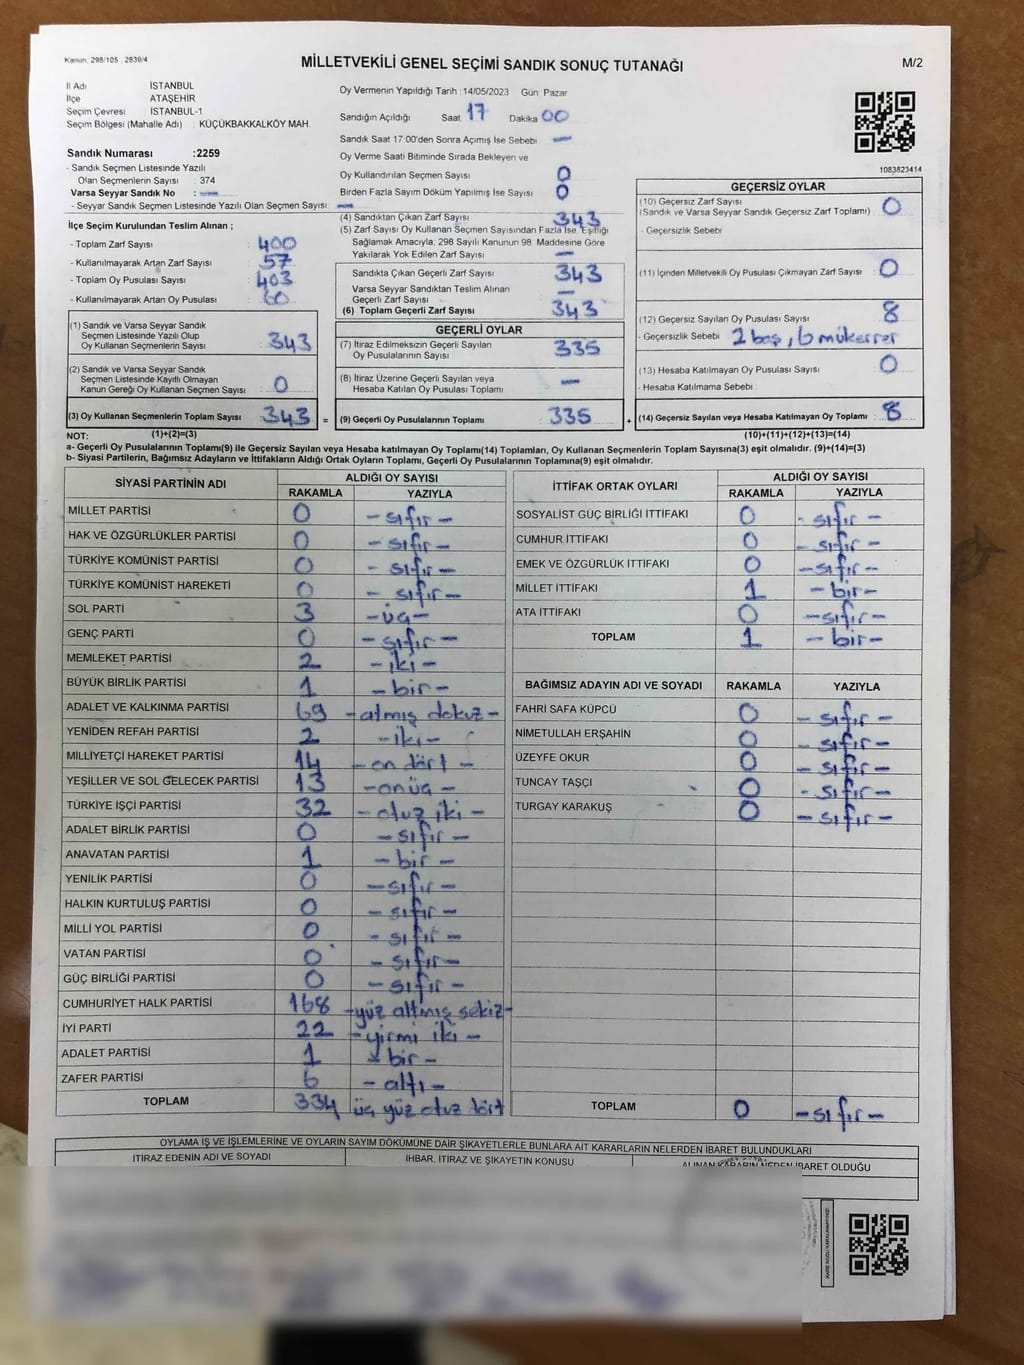 Kanun, 298/105 , 2839/4
MİLLETVEKİLİ GENEL SEÇİMİ SANDIK SONUÇ TUTANAĞI
M/2
İl Adı İSTANBUL
İlçe ATAŞEHİR
Seçim Çevresi İSTANBUL-1
Seçim Bölgesi (Mahalle Adı) : KÜÇÜKBAKKALKÖY MAH.
Sandık Numarası :2259
- Sandık Seçmen Listesinde Yazılı
Olan Seçmenlerin Sayısı : 374
Varsa Seyyar Sandık No : —
- Seyyar Sandık Seçmen Listesinde Yazılı Olan Seçmen Sayısı: —
İlçe Seçim Kurulundan Teslim Alınan ;
- Toplam Zarf Sayısı : 400
- Kullanılmayarak Artan Zarf Sayısı : 57
- Toplam Oy Pusulası Sayısı : 403
- Kullanılmayarak Artan Oy Pusulası : 60
(1) Sandık ve Varsa Seyyar Sandık
Seçmen Listesinde Yazılı Olup
Oy Kullanan Seçmenlerin Sayısı : 343
(2) Sandık ve Varsa Seyyar Sandık
Seçmen Listesinde Kayıtlı Olmayan
Kanun Gereği Oy Kullanan Seçmen Sayısı : 0
(3) Oy Kullanan Seçmenlerin Toplam Sayısı : 343 =
Oy Vermenin Yapıldığı Tarih :14/05/2023 Gün: Pazar
Sandığın Açıldığı Saat 17 Dakika 00
Sandık Saat 17 00'den Sonra Açımış İse Sebebi —
Oy Verme Saati Bitiminde Sırada Bekleyen ve
Oy Kullandırılan Seçmen Sayısı 0
Birden Fazla Sayım Döküm Yapılmış İse Sayısı : 0
(4) Sandıktan Çıkan Zarf Sayısı : 343
(5) Zarf Sayısı Oy Kullanan Seçmen Sayısından Fazla İse, Eşitliği
Sağlamak Amacıyla; 298 Sayılı Kanunun 98 Maddesine Göre
Yakılarak Yok Edilen Zarf Sayısı : —
Sandıkta Çıkan Geçerli Zarf Sayısı : 343
Varsa Seyyar Sandıktan Teslim Alınan
Geçerli Zarf Sayısı : —
(6) Toplam Geçerli Zarf Sayısı : 343
GEÇERLİ OYLAR
(7) İtiraz Edilmeksizin Geçerli Sayılan
Oy Pusulalarının Sayısı : 335
(8) İtiraz Üzerine Geçerli Sayılan veya
Hesaba Katılan Oy Pusulası Toplamı : —
(9) Geçerli Oy Pusulalarının Toplamı : 335 +
1083823414
GEÇERSİZ OYLAR
(10) Geçersiz Zarf Sayısı
(Sandık ve Varsa Seyyar Sandık Geçersiz Zarf Toplamı) : 0
- Geçersizlik Sebebi
(11) İçinden Milletvekili Oy Pusulası Çıkmayan Zarf Sayısı : 0
(12) Geçersiz Sayılan Oy Pusulası Sayısı : 8
- Geçersizlik Sebebi 2 boş, 6 mükerrer
(13) Hesaba Katılmayan Oy Pusulası Sayısı : 0
- Hesaba Katılmama Sebebi
(14) Geçersiz Sayılan veya Hesaba Katılmayan Oy Toplamı : 8
NOT: (1)+(2)=(3) (10)+(11)+(12)+(13)=(14)
a- Geçerli Oy Pusulalarının Toplamı(9) ile Geçersiz Sayılan veya Hesaba katılmayan Oy Toplamı(14) Toplamları, Oy Kullanan Seçmenlerin Toplam Sayısına(3) eşit olmalıdır. (9)+(14)=(3)
b- Siyasi Partilerin, Bağımsız Adayların ve İttifakların Aldığı Ortak Oyların Toplamı, Geçerli Oy Pusulalarının Toplamına(9) eşit olmalıdır.
SİYASİ PARTİNİN ADI ALDIĞI OY SAYISI
RAKAMLA YAZIYLA
MİLLET PARTİSİ 0 - sıfır -
HAK VE ÖZGÜRLÜKLER PARTİSİ 0 - sıfır -
TÜRKİYE KOMÜNİST PARTİSİ 0 - sıfır -
TÜRKİYE KOMÜNİST HAREKETİ 0 - sıfır -
SOL PARTİ 3 - üç -
GENÇ PARTİ 0 - sıfır -
MEMLEKET PARTİSİ 2 - iki -
BÜYÜK BİRLİK PARTİSİ 1 - bir -
ADALET VE KALKINMA PARTİSİ 69 - atmış dokuz -
YENİDEN REFAH PARTİSİ 2 - iki -
MİLLİYETÇİ HAREKET PARTİSİ 14 - on dört -
YEŞİLLER VE SOL GELECEK PARTİSİ 13 - onüç -
TÜRKİYE İŞÇİ PARTİSİ 32 - otuz iki -
ADALET BİRLİK PARTİSİ 0 - sıfır -
ANAVATAN PARTİSİ 1 - bir -
YENİLİK PARTİSİ 0 - sıfır -
HALKIN KURTULUŞ PARTİSİ 0 - sıfır -
MİLLİ YOL PARTİSİ 0 - sıfır -
VATAN PARTİSİ 0 - sıfır -
GÜÇ BİRLİĞİ PARTİSİ 0 - sıfır -
CUMHURİYET HALK PARTİSİ 168 - yüz altmış sekiz -
İYİ PARTİ 22 - yirmi iki -
ADALET PARTİSİ 1 - bir -
ZAFER PARTİSİ 6 - altı -
TOPLAM 334 üç yüz otuz dört
İTTİFAK ORTAK OYLARI ALDIĞI OY SAYISI
RAKAMLA YAZIYLA
SOSYALİST GÜÇ BİRLİĞİ İTTİFAKI 0 - sıfır -
CUMHUR İTTİFAKI 0 - sıfır -
EMEK VE ÖZGÜRLÜK İTTİFAKI 0 - sıfır -
MİLLET İTTİFAKI 1 - bir -
ATA İTTİFAKI 0 - sıfır -
TOPLAM 1 - bir -
BAĞIMSIZ ADAYIN ADI VE SOYADI RAKAMLA YAZIYLA
FAHRİ SAFA KÜPCÜ 0 - sıfır -
NİMETULLAH ERŞAHİN 0 - sıfır -
ÜZEYFE OKUR 0 - sıfır -
TUNCAY TAŞÇI 0 - sıfır -
TURGAY KARAKUŞ 0 - sıfır -
TOPLAM 0 - sıfır -
OYLAMA İŞ VE İŞLEMLERİNE VE OYLARIN SAYIM DÖKÜMÜNE DAİR ŞİKAYETLERLE BUNLARA AİT KARARLARIN NELERDEN İBARET BULUNDUKLARI
İTİRAZ EDENİN ADI VE SOYADI İHBAR, İTİRAZ VE ŞİKAYETİN KONUSU ALINAN KARARIN NEDEN İBARET OLDUĞU